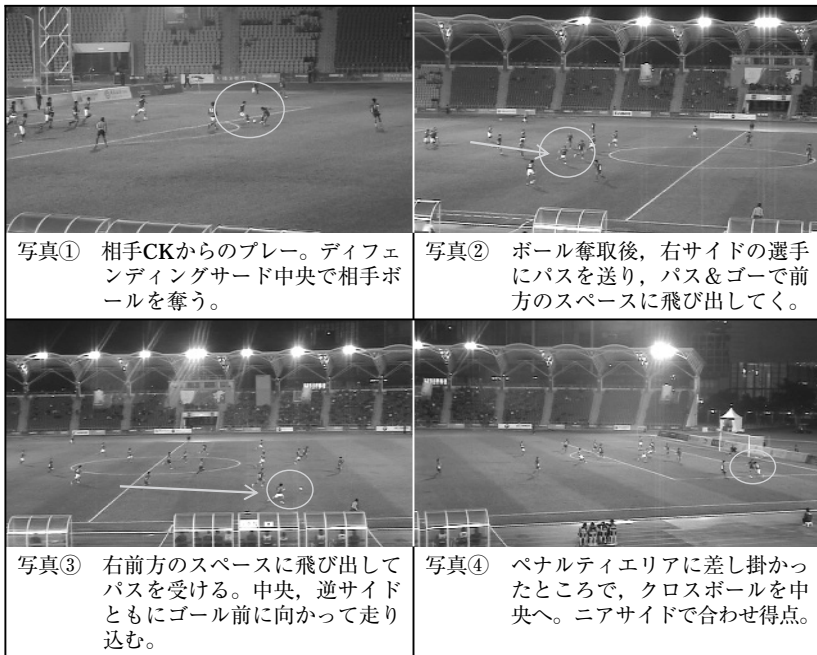 写真①　相手CKからのプレー。ディフェ
ンディングサード中央で相手ボ
ールを奪う。
写真②　ボール奪取後，右サイドの選手
にパスを送り，パス＆ゴーで前
方のスペースに飛び出してく。
写真③　右前方のスペースに飛び出して
パスを受ける。中央，逆サイド
ともにゴール前に向かって走り
込む。
写真④　ペナルティエリアに差し掛かっ
たところで，クロスボールを中
央へ。ニアサイドで合わせ得点。